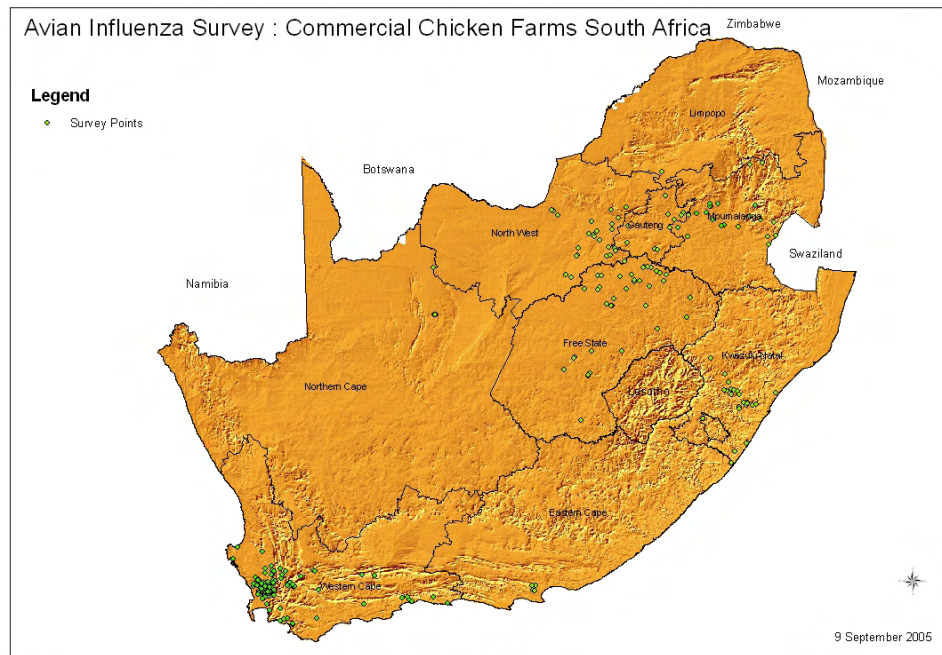 Avian Influenza Survey : Commercial Chicken Farms South Africa
Zimbabwe
Mozambique
Legend
Survey Points
Limpopo
Botswana
Mpumalanga
Gauteng
North West
Swaziland
Namibia
Free State
Kwazulu-Natal
Northern Cape
Lesotho
Eastern Cape
Western Cape
9 September 2005